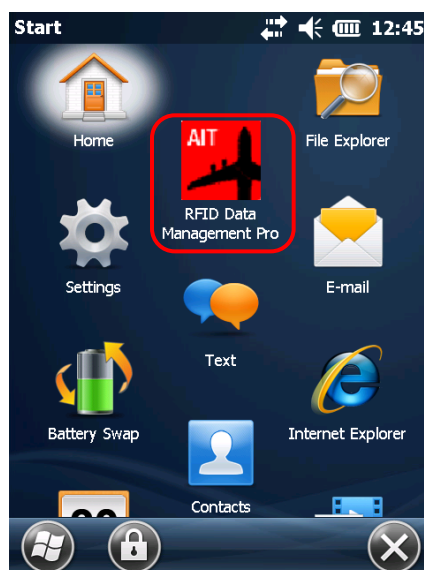 Start
12:45
Home
AIT
File Explorer
RFID Data
Management Pro
Settings
E-mail
Text
Battery Swap
Internet Explorer
Contacts